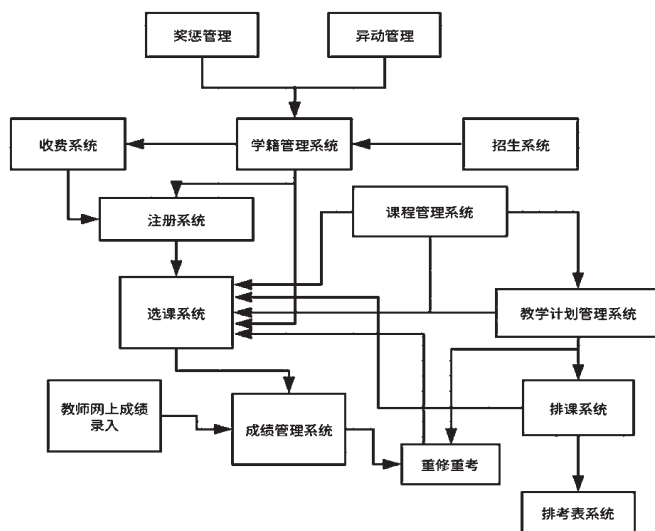 奖惩管理
异动管理
收费系统
学籍管理系统
招生系统
注册系统
课程管理系统
选课系统
教学计划管理系统
教师网上成绩
录入
成绩管理系统
排课系统
重修重考
排考表系统